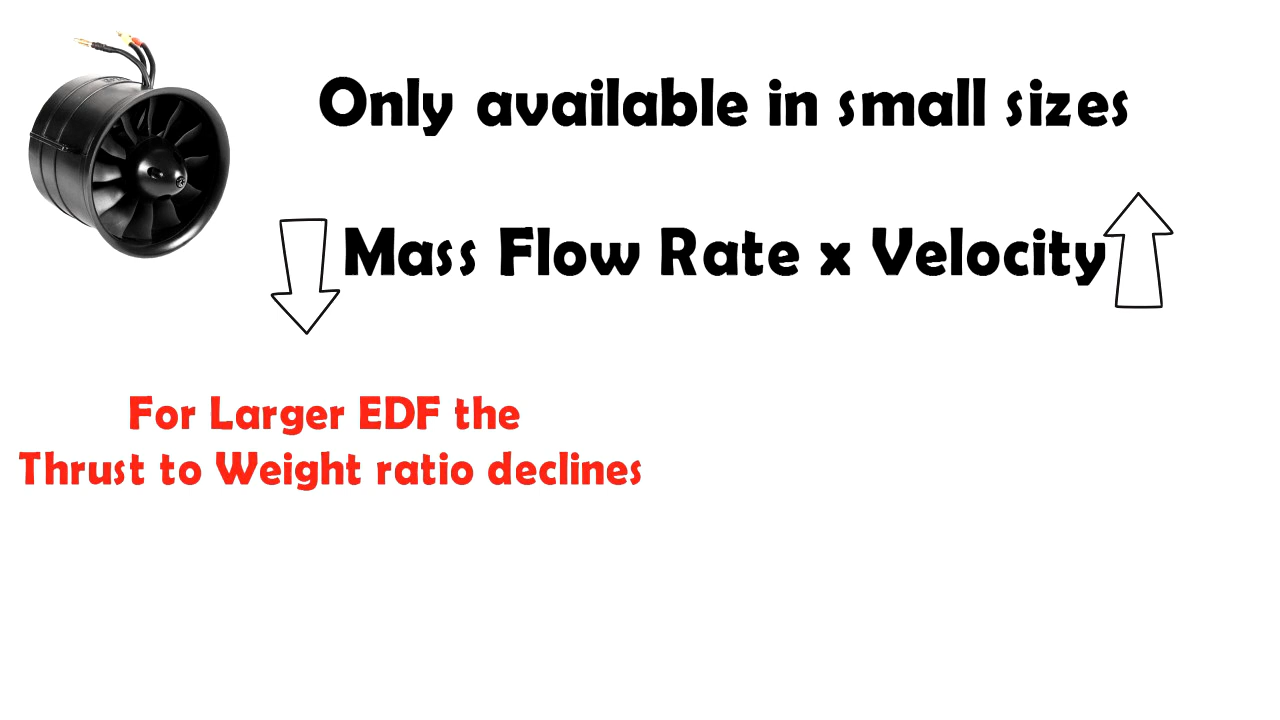 Only available in small sizes
Mass Flow Rate x Velocity
For Larger EDF the
Thrust to Weight ratio declines